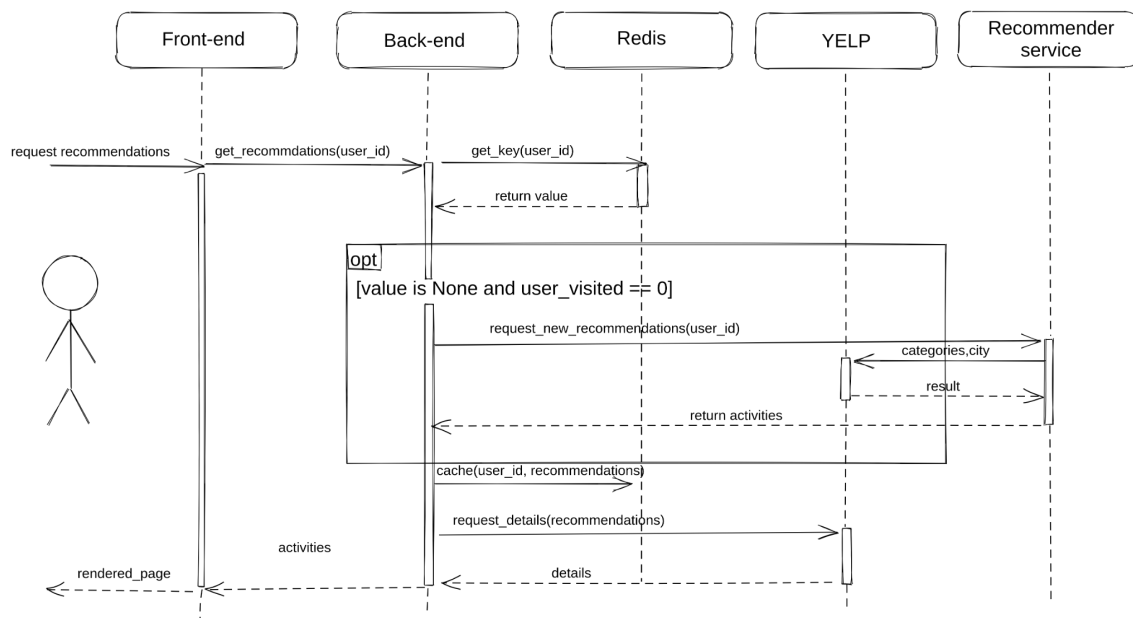 Front-end
Back-end
Redis
YELP
Recommender
service
request recommendations
get_recommdations(user_id)
get_key(user_id)
return value
opt
[value is None and user_visited == 0]
request_new_recommendations(user_id)
categories,city
result
return activities
cache(user_id, recommendations)
request_details(recommendations)
activities
details
rendered_page